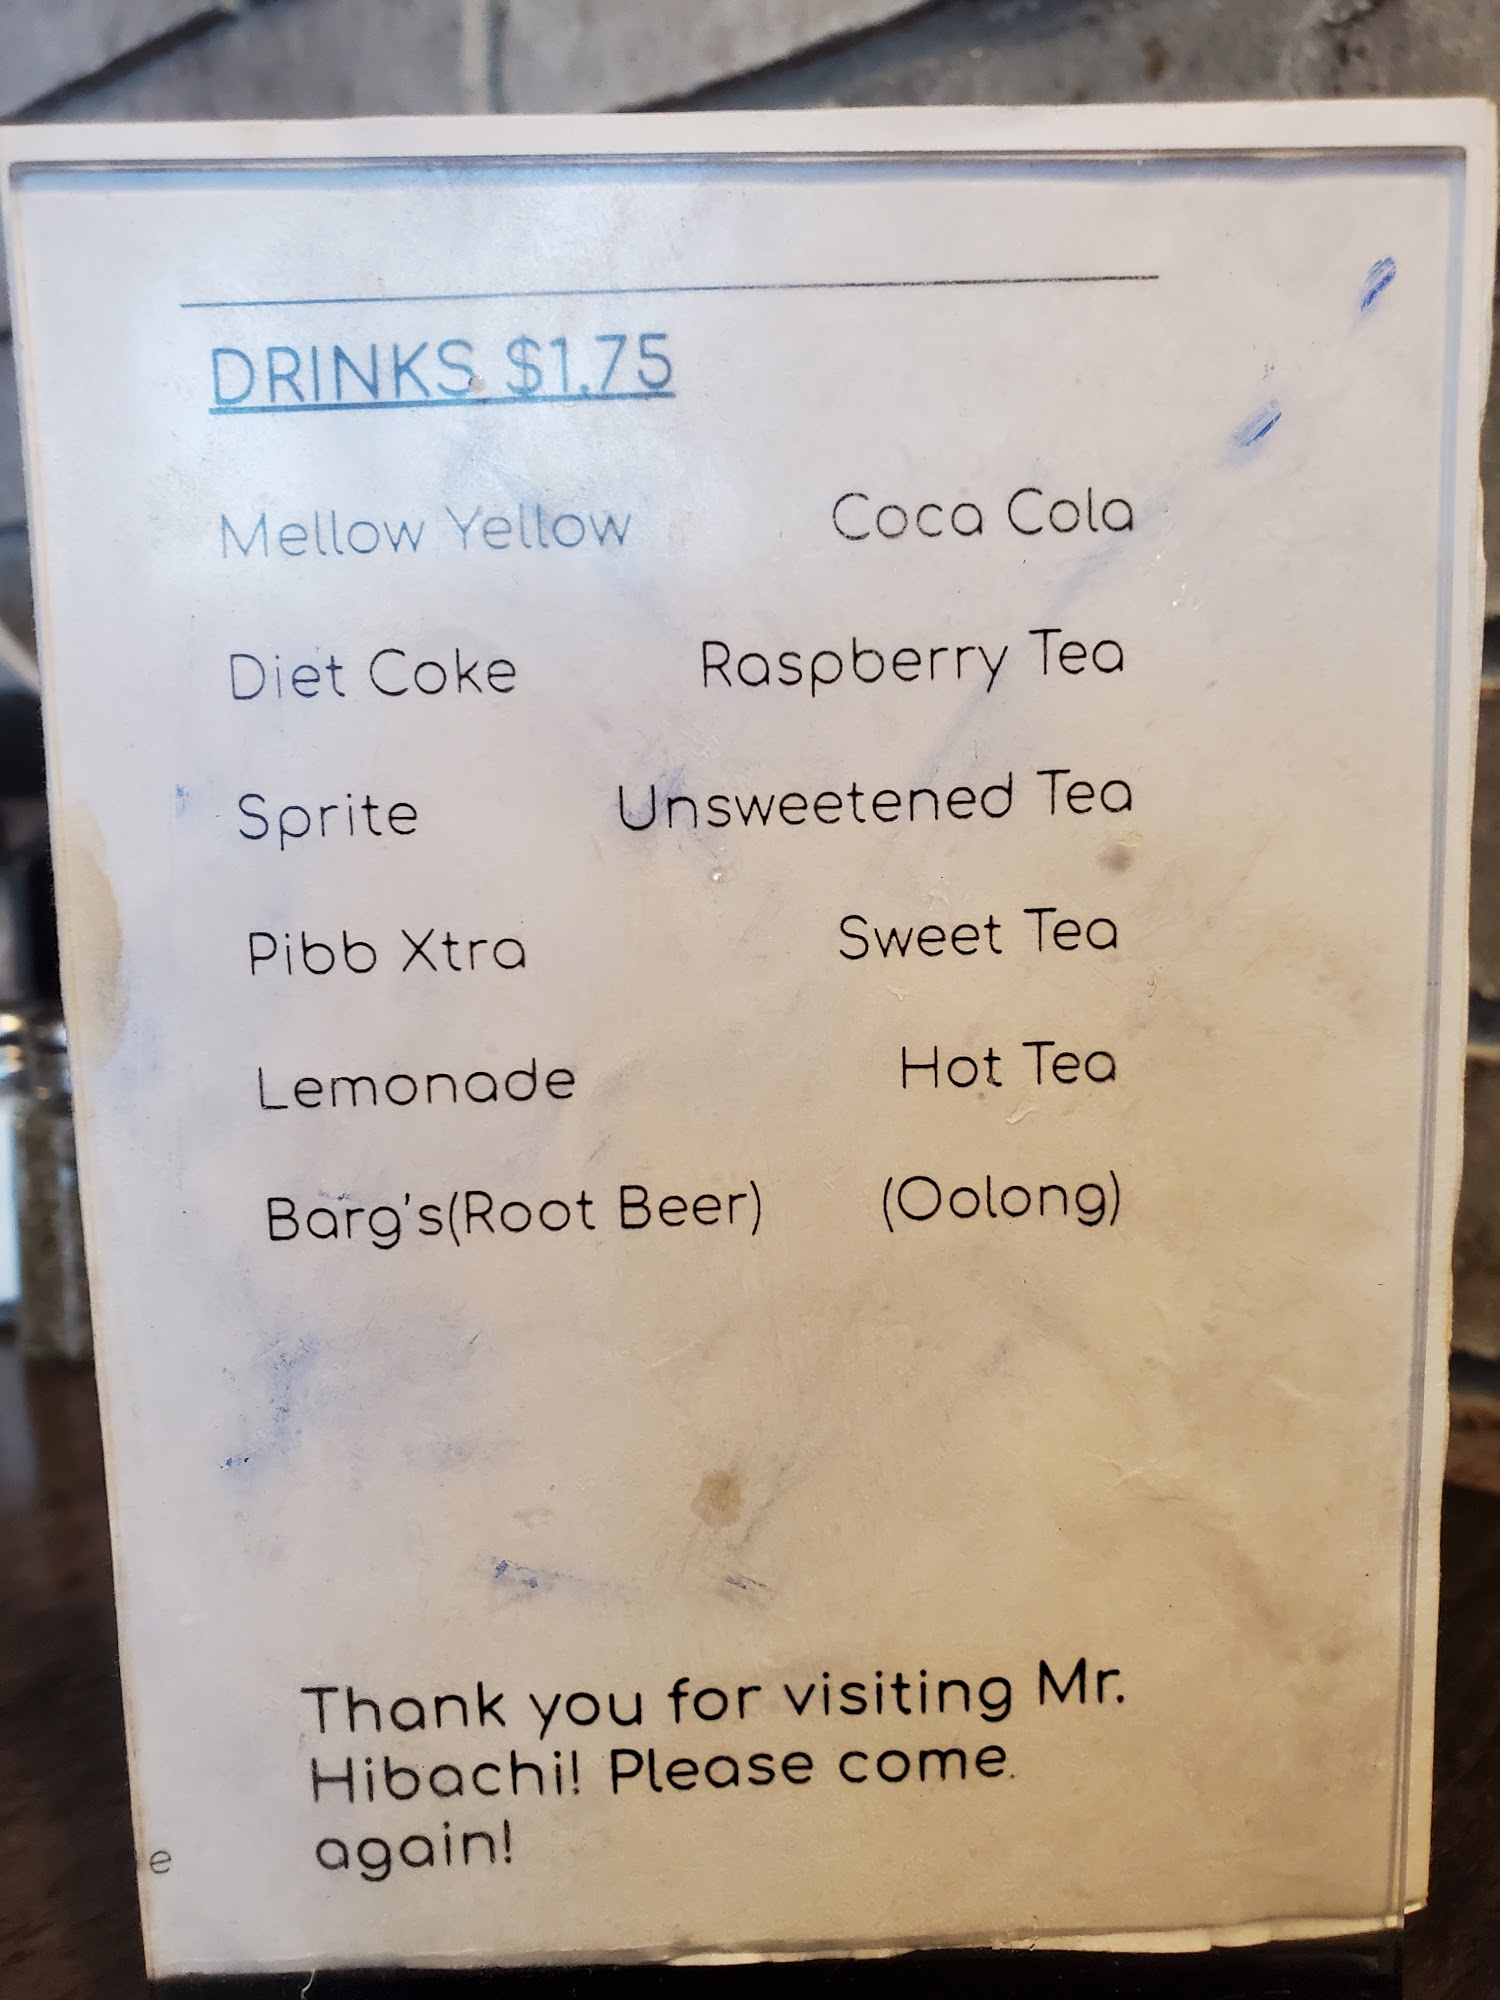 DRINKS $1.75
Mellow Yellow Coca Cola
Diet Coke Raspberry Tea
Sprite Unsweetened Tea
Pibb Xtra Sweet Tea
Lemonade Hot Tea
Barg's(Root Beer) (Oolong)
Thank you for visiting Mr.
Hibachi! Please come
again!
e